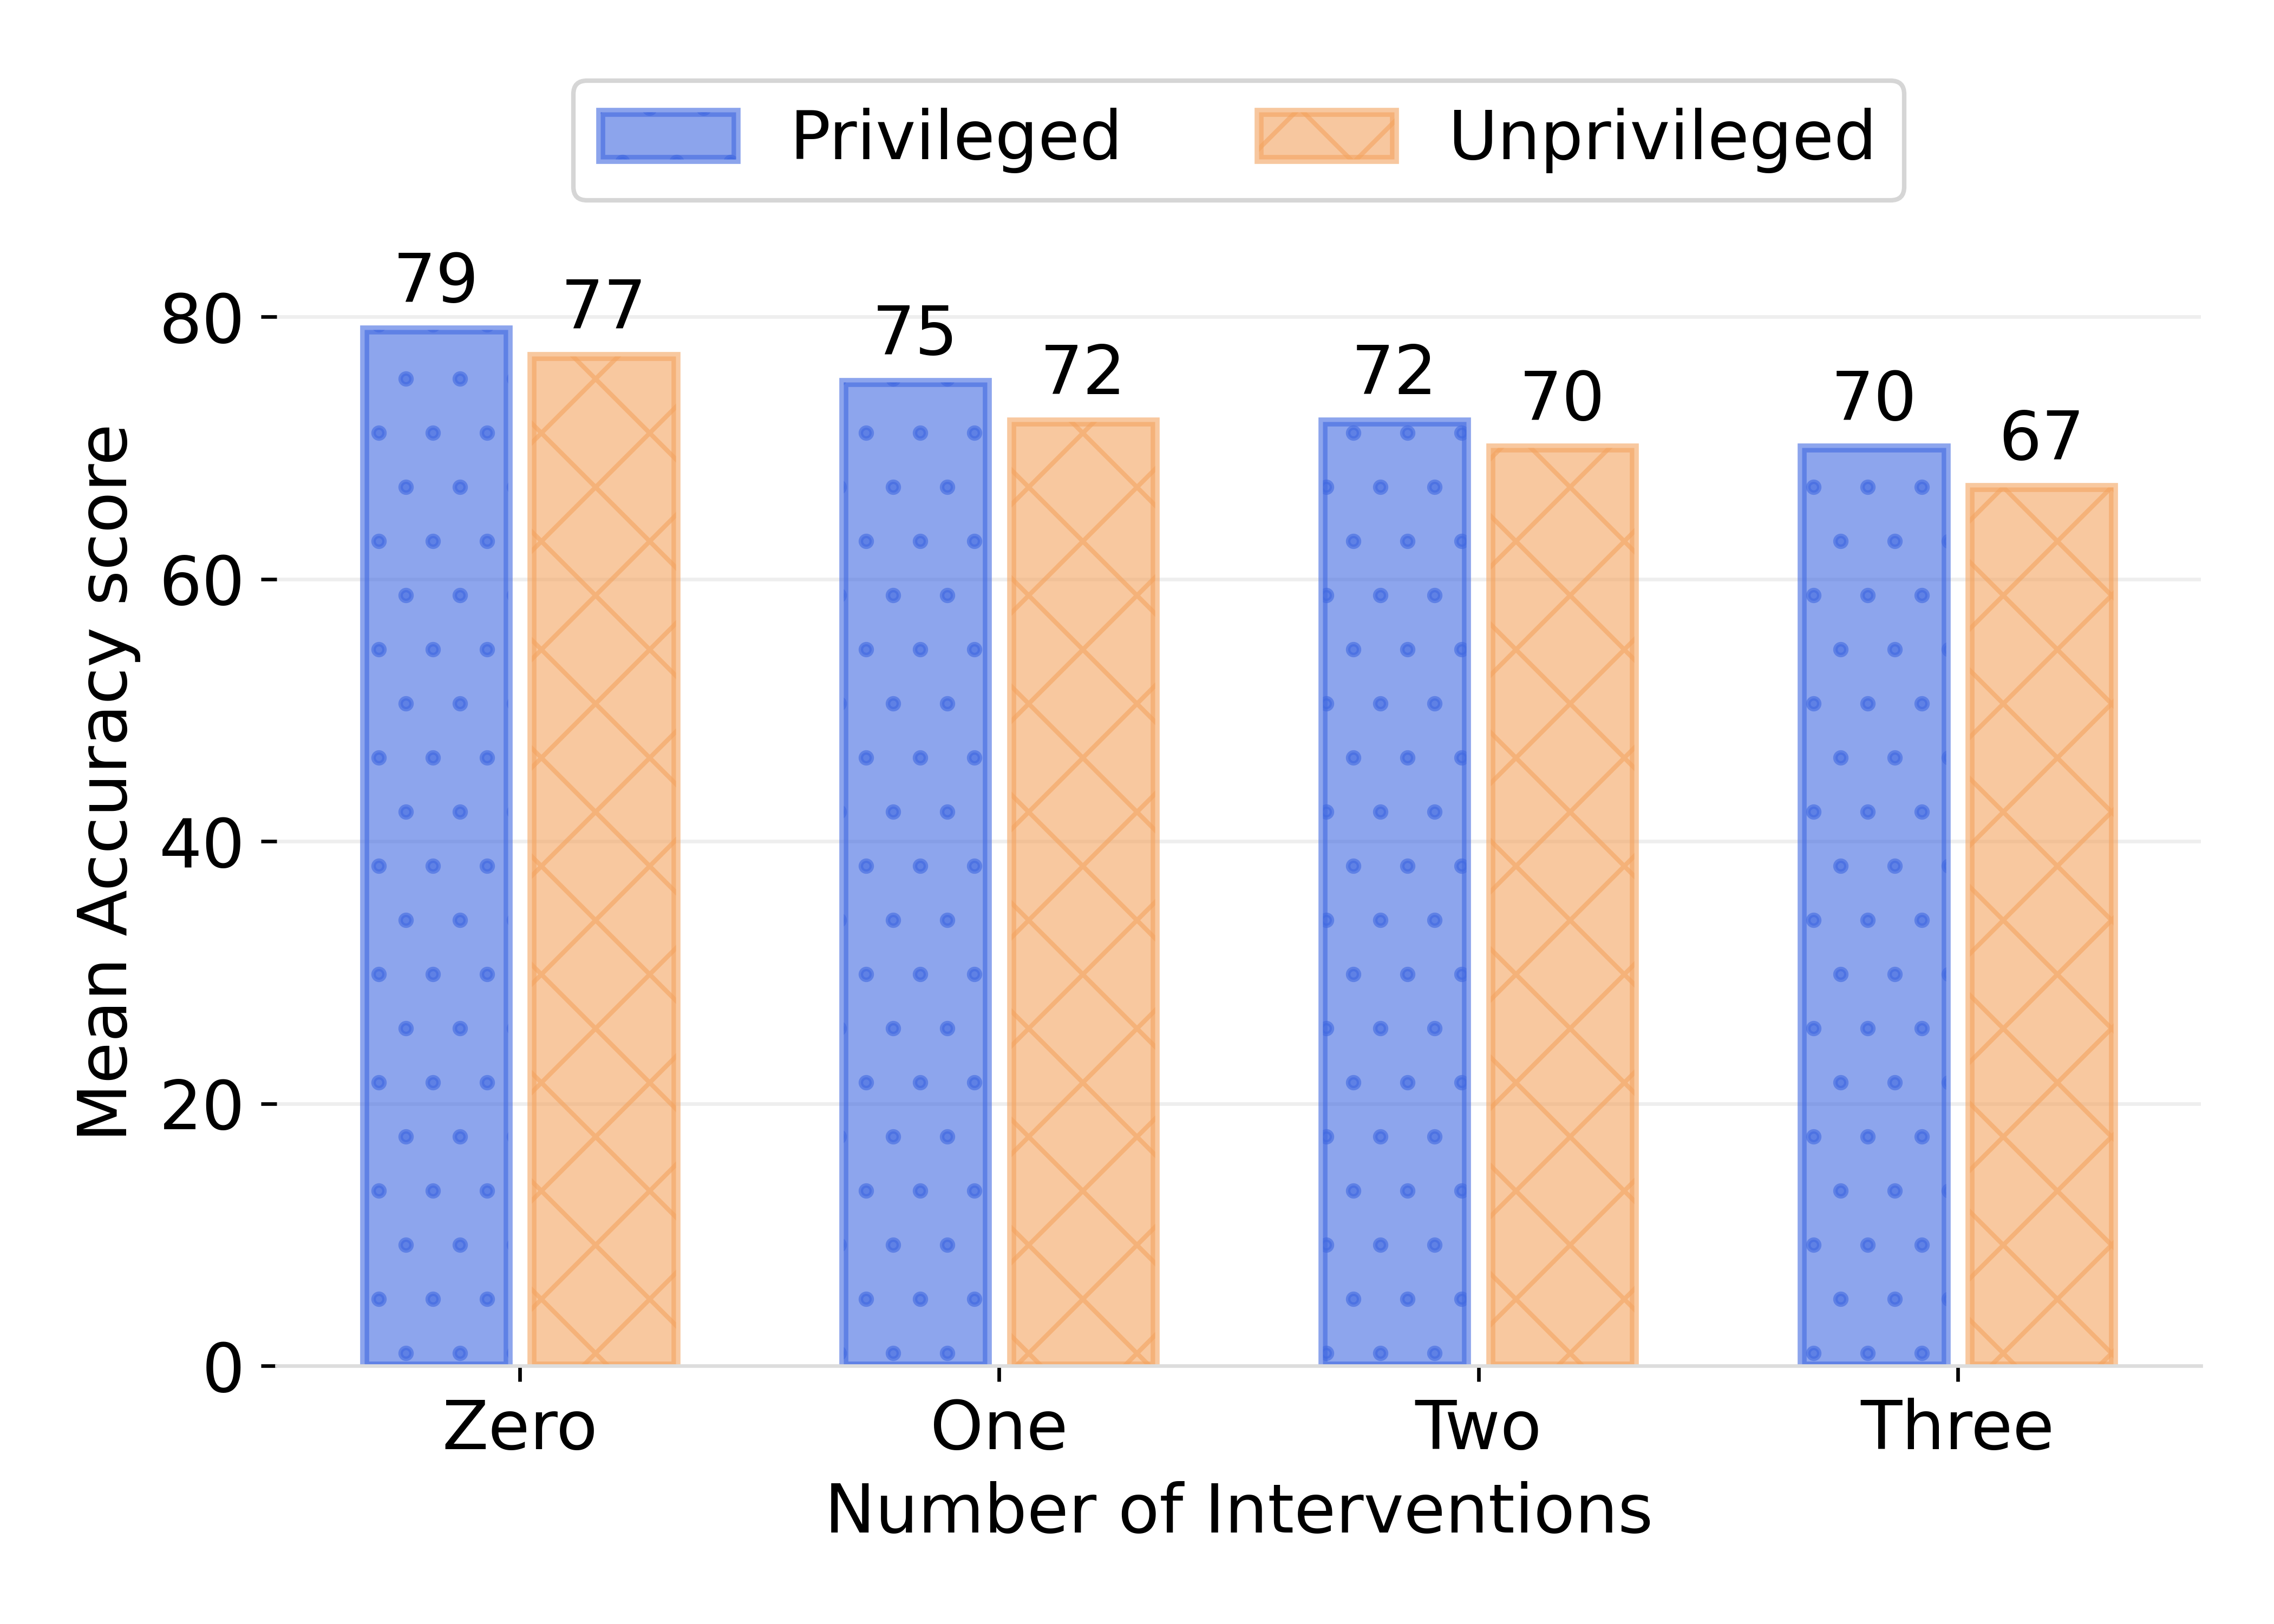 Privileged Unprivileged
79 77 75 72 72 70 70 67
80
60
40
20
0
Mean Accuracy score
Zero One Two Three
Number of Interventions